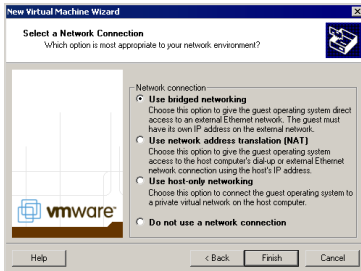 New Virtual Machine Wizard
Select a Network Connection
Which option is most appropriate to your network environment?
Network connection
Use bridged networking
Choose this option to give the guest operating system direct
access to an external Ethernet network. The guest must
have its own IP address on the external network.
Use network address translation (NAT)
Choose this option to give the guest operating system
access to the host computer's dial-up or external Ethernet
network connection using the host's IP address.
Use host-only networking
Choose this option to connect the guest operating system to
a private virtual network on the host computer.
Do not use a network connection
vmware
Help
< Back
Finish
Cancel